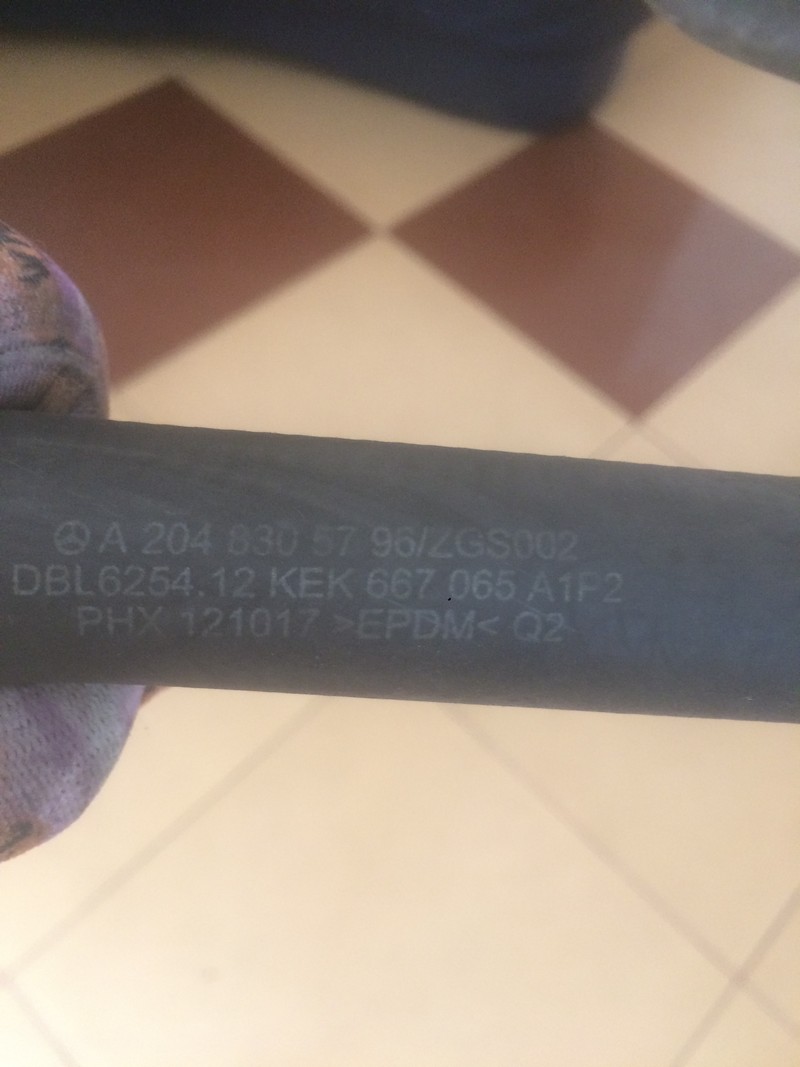 A 204 830 57 96/ZGS002
DBL6254.12 KEK 667 065 A1P2
PHX 121017 >EPDM< Q2